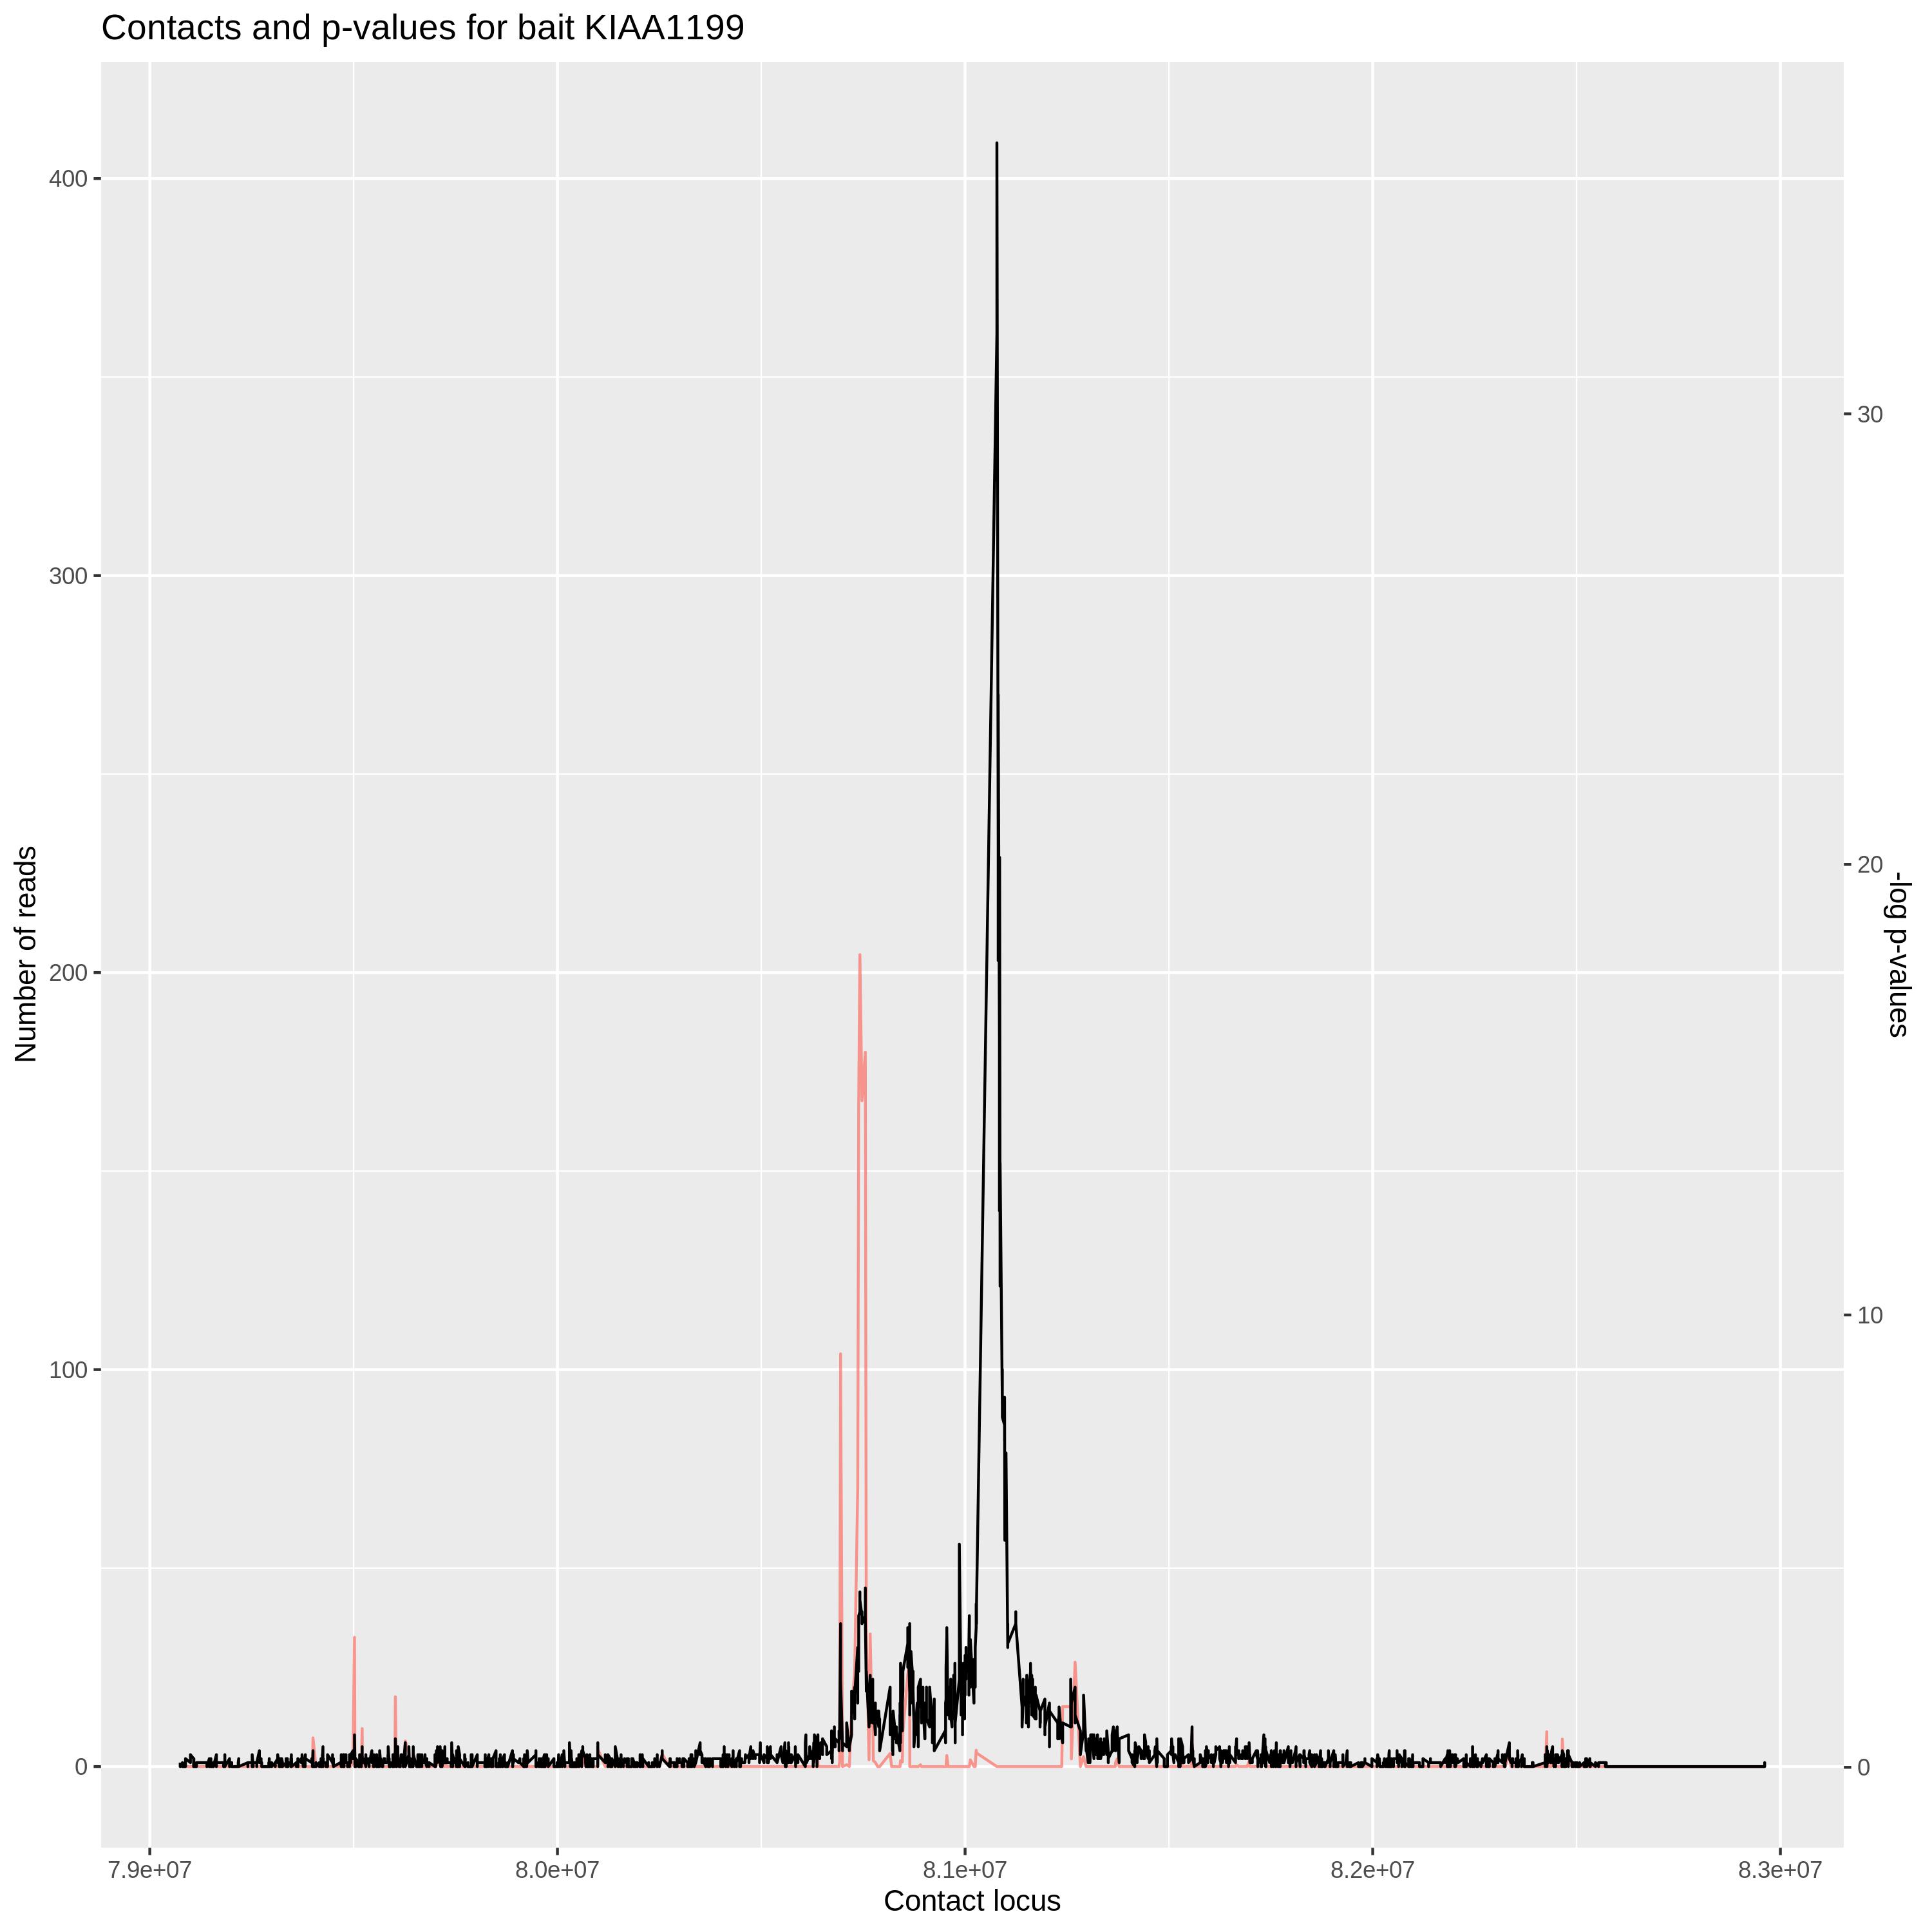 Contacts and p-values for bait KIAA1199
Number of reads
400
300
200
100
0
30
20
10
0
-log p-values
7.9e+07
8.0e+07
8.1e+07
8.2e+07
8.3e+07
Contact locus